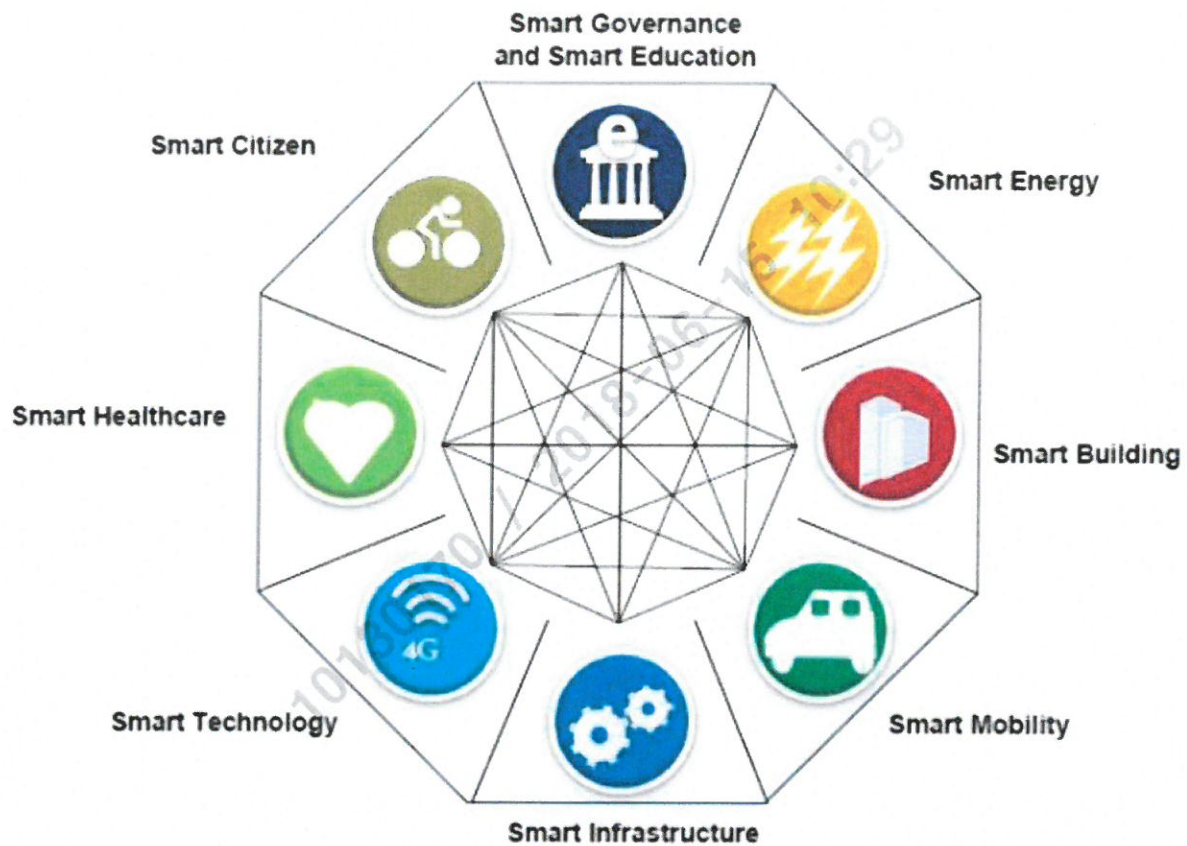 Smart Governance
and Smart Education
Smart Citizen
e
Smart Energy
Smart Healthcare
Smart Building
4G
Smart Technology
Smart Mobility
Smart Infrastructure